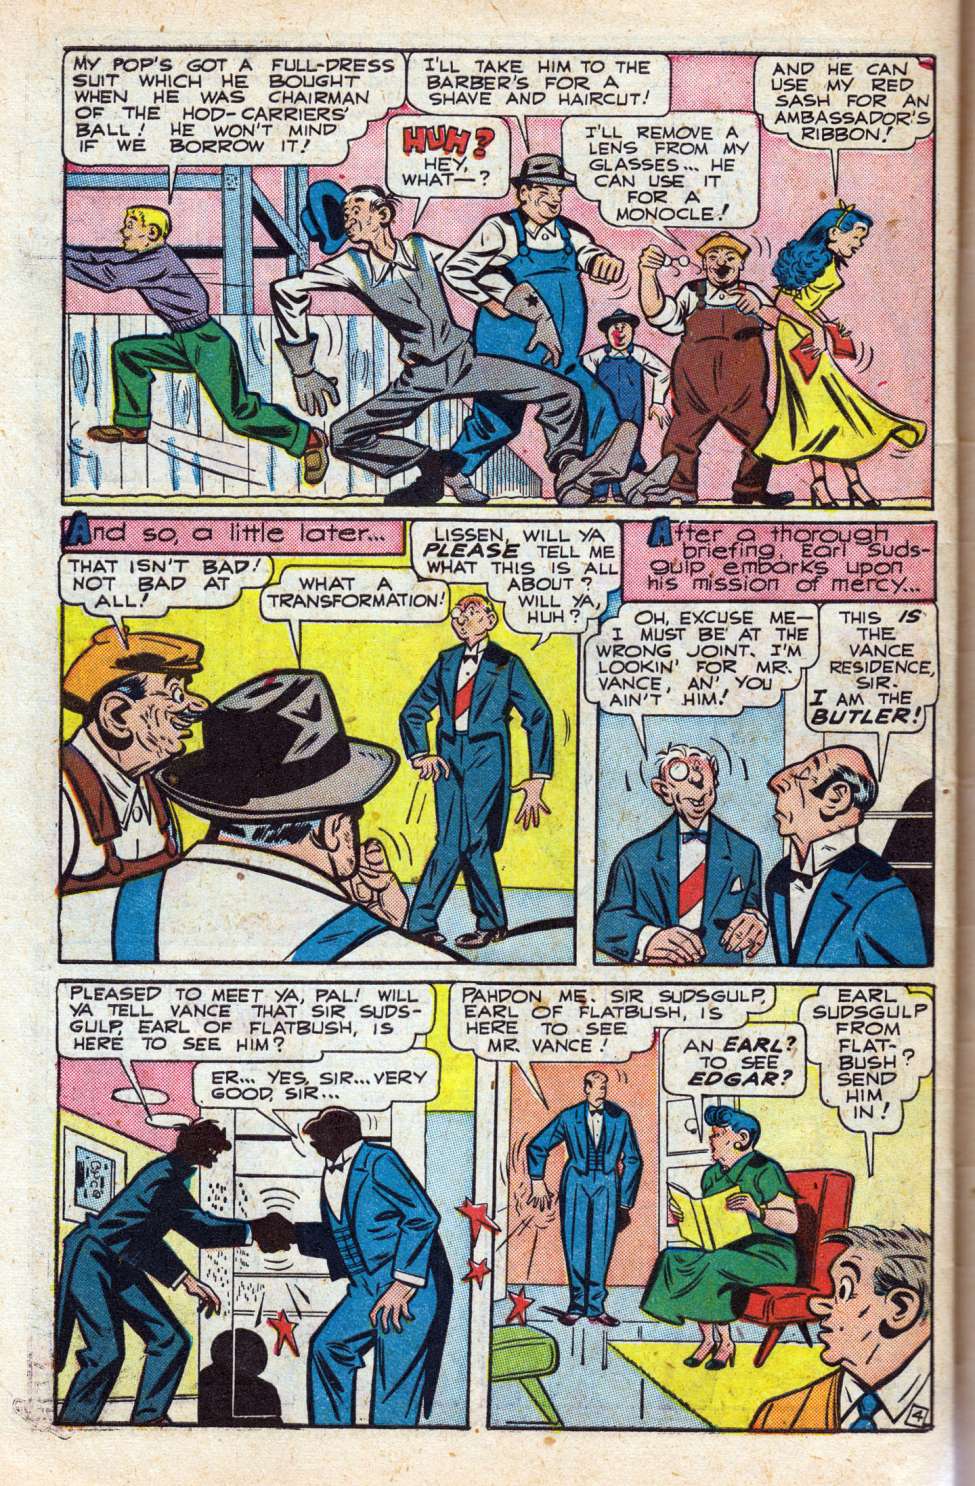 MY POP'S GOT A FULL-DRESS
SUIT WHICH HE BOUGHT
WHEN HE WAS CHAIRMAN
OF THE HOD-CARRIERS'
BALL! HE WON'T MIND
IF WE BORROW IT!
HUH?
HEY,
WHAT—?
I'LL TAKE HIM TO THE
BARBER'S FOR A
SHAVE AND HAIRCUT!
I'LL REMOVE A
LENS FROM MY
GLASSES... HE
CAN USE IT
FOR A
MONOCLE!
AND HE CAN
USE MY RED
SASH FOR AN
AMBASSADOR'S
RIBBON!
And so, a little later...
THAT ISN'T BAD!
NOT BAD AT
ALL!
WHAT A
TRANSFORMATION!
LISSEN, WILL YA
PLEASE TELL ME
WHAT THIS IS ALL
ABOUT?
WILL YA,
HUH?
After a thorough
briefing, Earl Suds-
gulp embarks upon
his mission of mercy...
OH, EXCUSE ME—
I MUST BE AT THE
WRONG JOINT. I'M
LOOKIN' FOR MR.
VANCE, AN' YOU
AIN'T HIM!
THIS IS
THE
VANCE
RESIDENCE,
SIR.
I AM THE
BUTLER!
PLEASED TO MEET YA, PAL! WILL
YA TELL VANCE THAT SIR SUDS-
GULP, EARL OF FLATBUSH, IS
HERE TO SEE HIM?
ER... YES, SIR... VERY
GOOD, SIR...
PAHDON ME. SIR SUDSGULP,
EARL OF FLATBUSH, IS
HERE TO SEE
MR. VANCE!
AN EARL?
TO SEE
EDGAR?
EARL
SUDSGULP
FROM
FLAT-
BUSH?
SEND
HIM
IN!
4